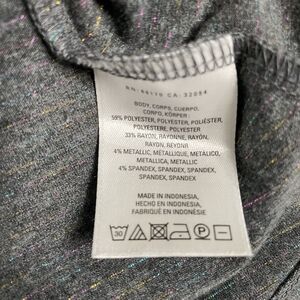 RN: 66170 CA: 32054
BODY, CORPS, CUERPO,
CORPO, KÖRPER :
59% POLYESTER, POLYESTER, POLIÉSTER,
POLYESTERE, POLYESTER
33% RAYON, RAYONNE, RAYÓN,
RAYON, REYON
4% METALLIC, MÉTALLIQUE, METALICO,
METALLICA, METALLIC
4% SPANDEX, SPANDEX, SPANDEX,
SPANDEX, SPANDEX
MADE IN INDONESIA,
HECHO EN INDONESIA,
FABRIQUÉ EN INDONÉSIE
30 P